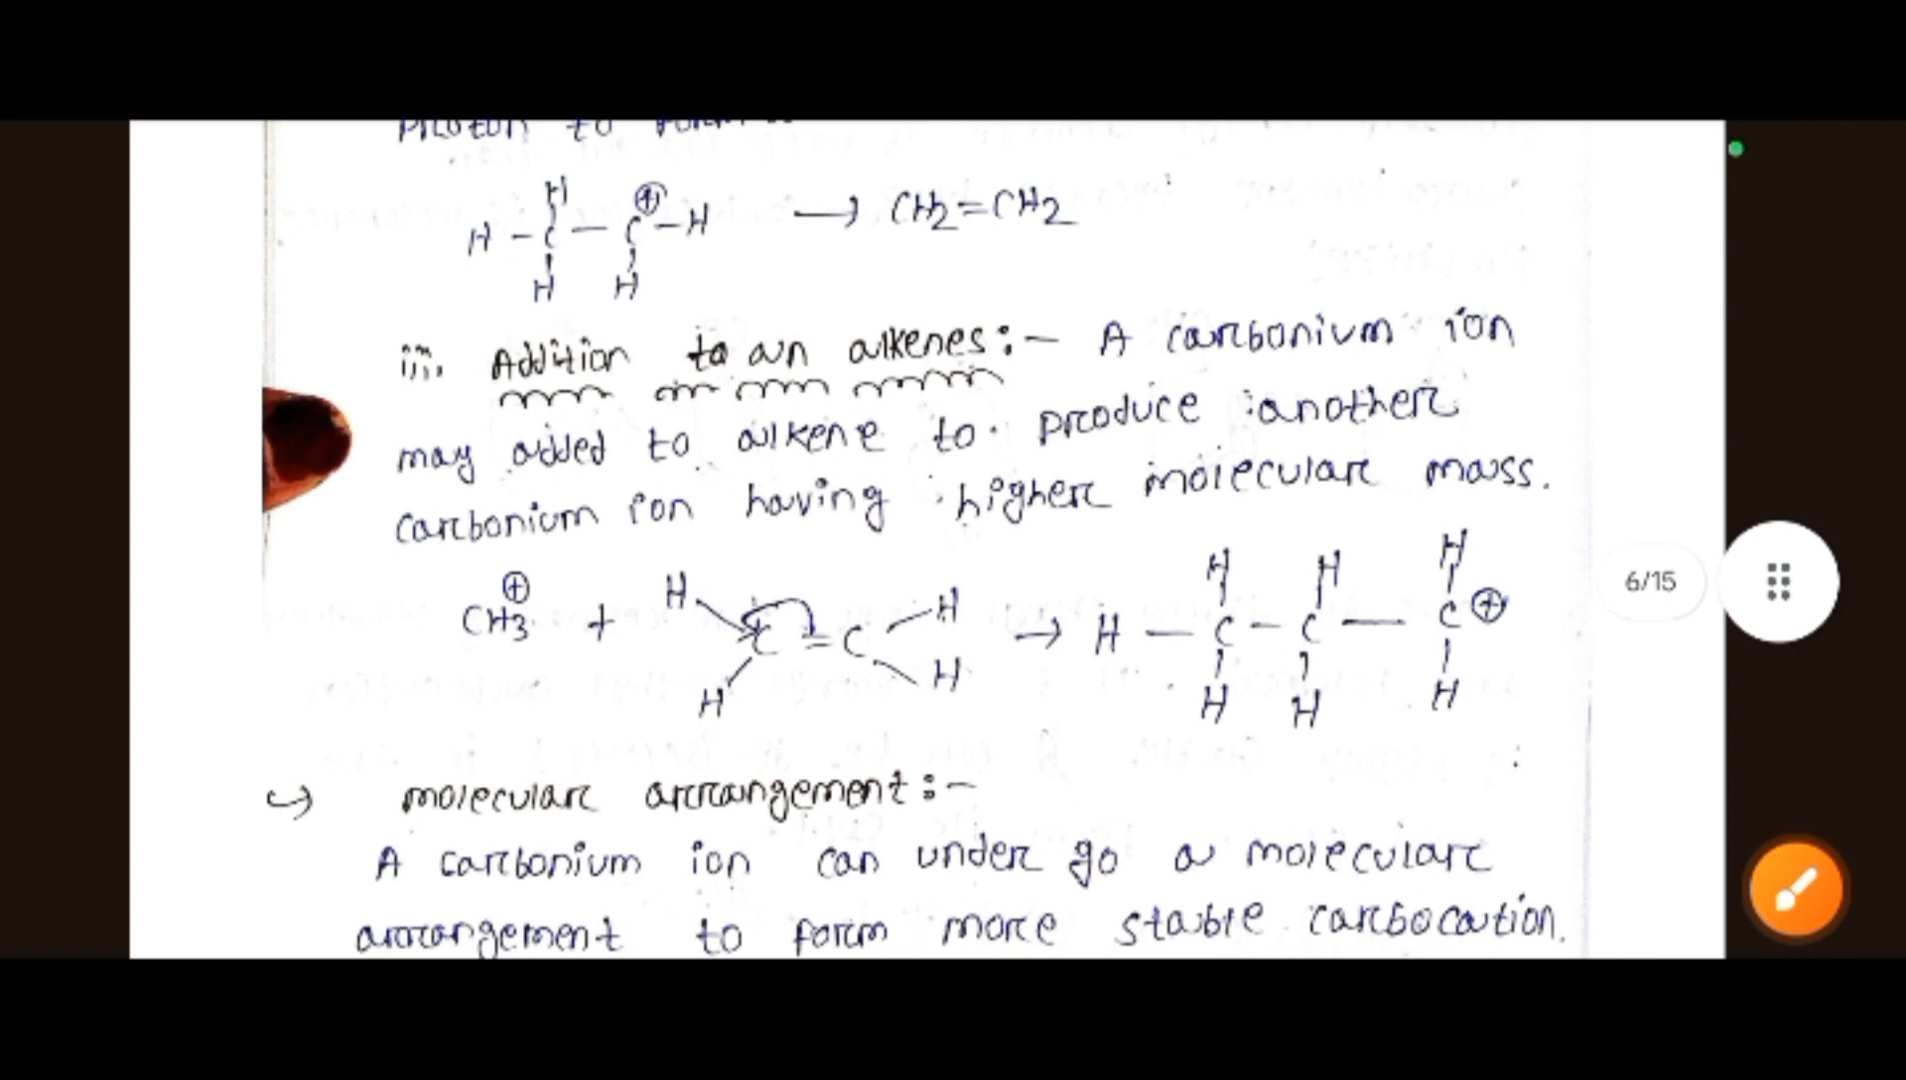 H H
H - C - C⊕ - H → CH2=CH2
H H
iii. Addition to an alkenes :- A carbonium ion
may added to alkene to produce another
carbonium ion having higher molecular mass.
H H H H
⊕
CH3 + C = C H → H - C - C - C ⊕
H H H H H
6/15
↪ molecular arrangement :-
A carbonium ion can under go a molecular
arrangement to form more stable carbocation.